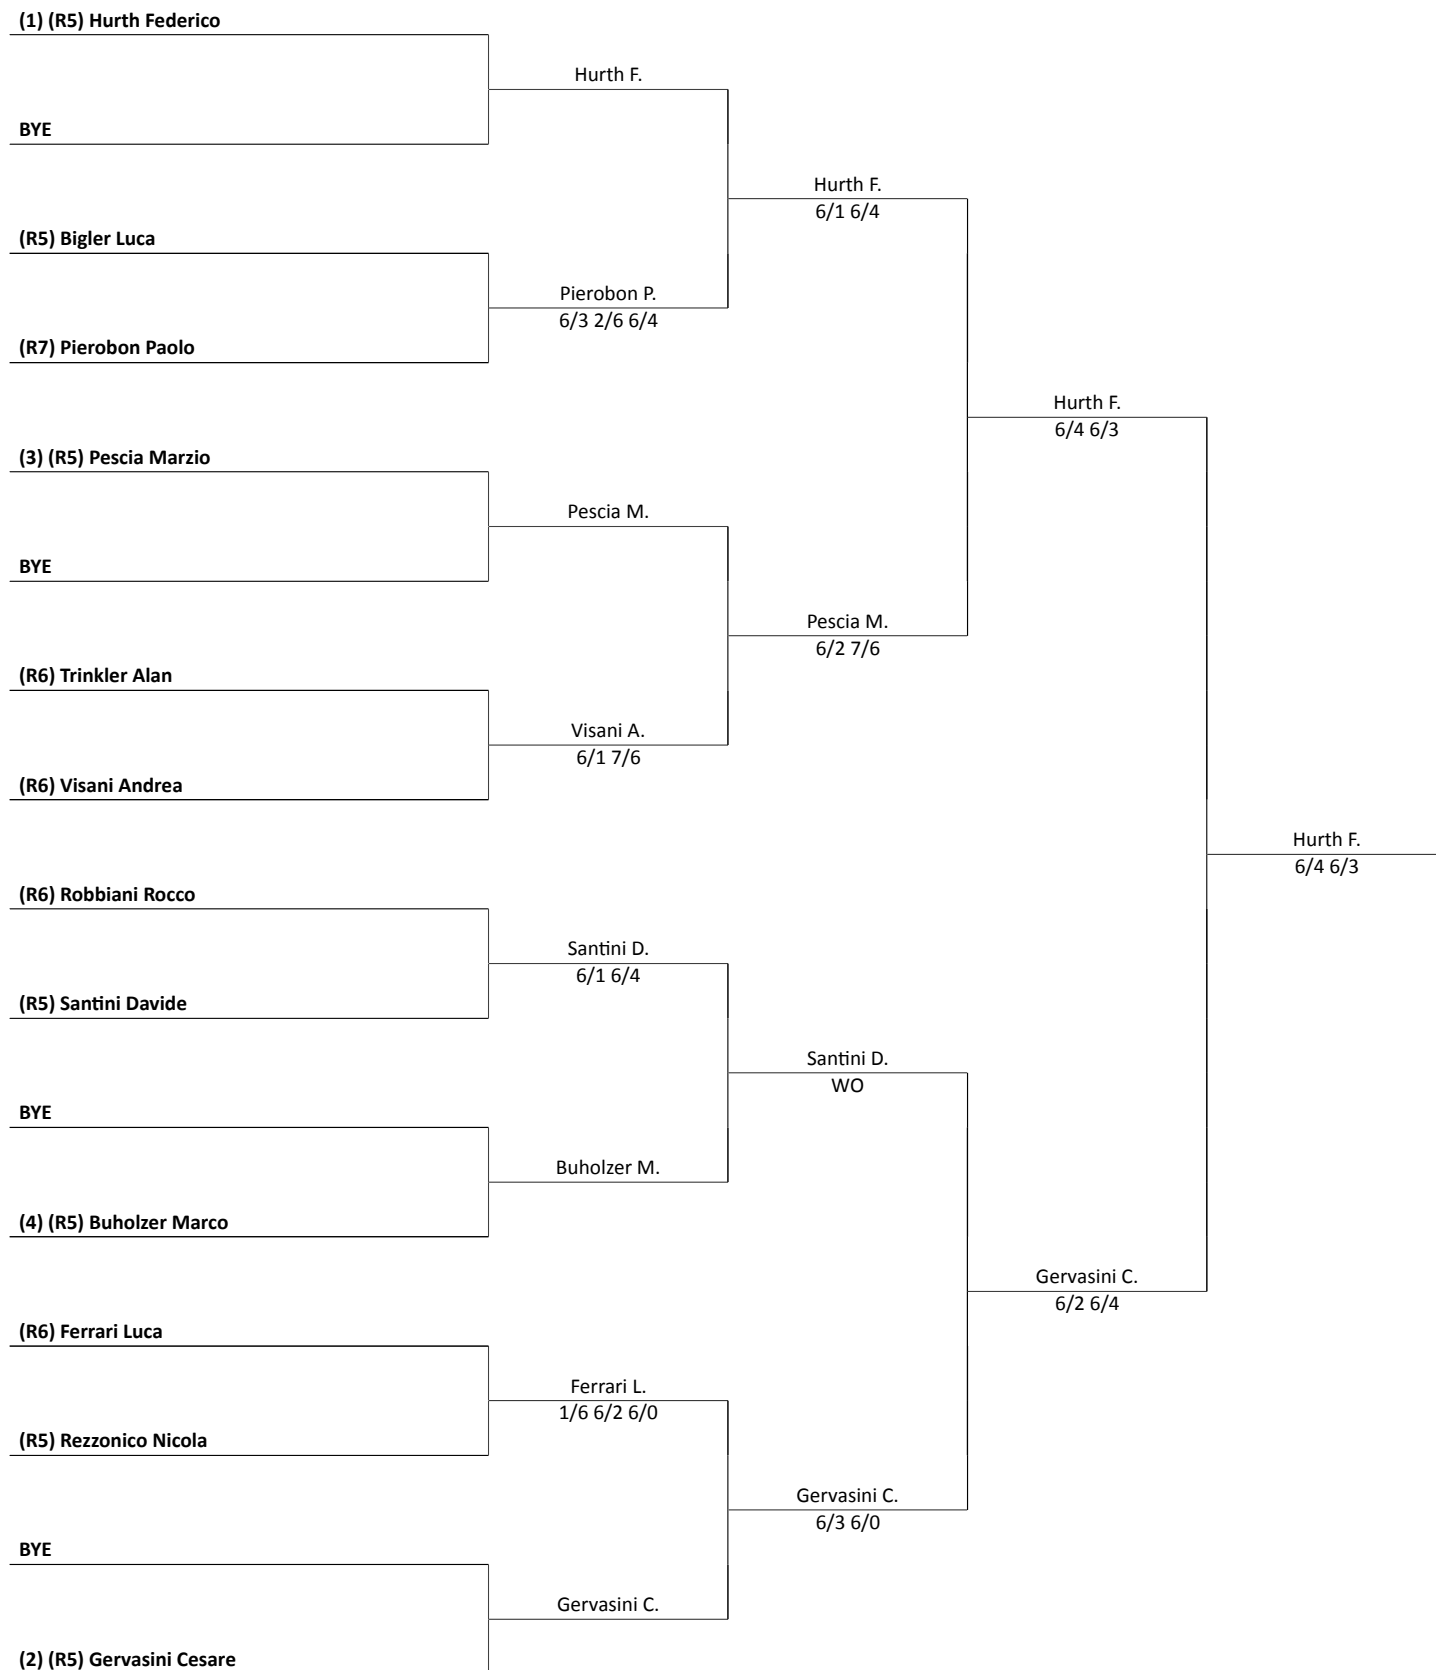 (1) (R5) Hurth Federico
Hurth F.
BYE
Hurth F.
6/1 6/4
(R5) Bigler Luca
Pierobon P.
6/3 2/6 6/4
(R7) Pierobon Paolo
Hurth F.
6/4 6/3
(3) (R5) Pescia Marzio
Pescia M.
BYE
Pescia M.
6/2 7/6
(R6) Trinkler Alan
Visani A.
6/1 7/6
(R6) Visani Andrea
Hurth F.
6/4 6/3
(R6) Robbiani Rocco
Santini D.
6/1 6/4
(R5) Santini Davide
Santini D.
WO
BYE
Buholzer M.
(4) (R5) Buholzer Marco
Gervasini C.
6/2 6/4
(R6) Ferrari Luca
Ferrari L.
1/6 6/2 6/0
(R5) Rezzonico Nicola
Gervasini C.
6/3 6/0
BYE
Gervasini C.
(2) (R5) Gervasini Cesare